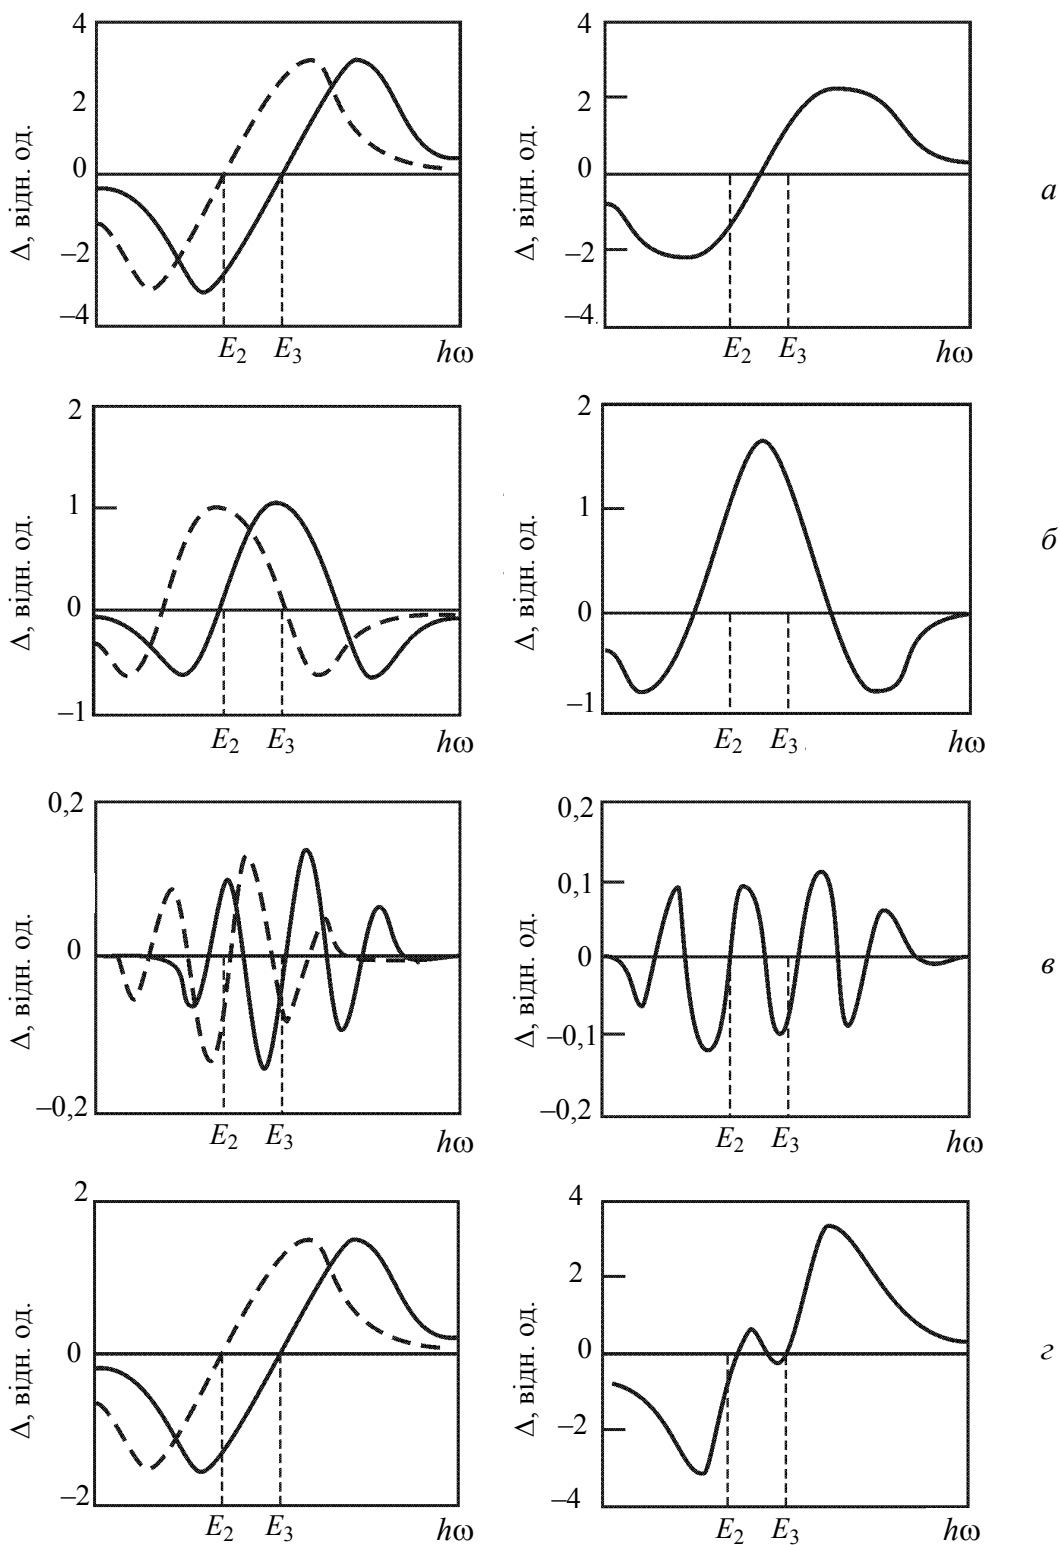 4
2
0
–2
–4
Δ, відн. од.
E2
E3
hω
4
2
0
–2
–4
Δ, відн. од.
E2
E3
hω
а
2
1
0
–1
Δ, відн. од.
E2
E3
hω
2
1
0
–1
Δ, відн. од.
E2
E3
hω
б
0,2
0
–0,2
Δ, відн. од.
E2
E3
hω
0,2
0,1
0
–0,1
–0,2
Δ, відн. од.
E2
E3
hω
в
2
0
–2
Δ, відн. од.
E2
E3
hω
4
2
0
–2
–4
Δ, відн. од.
E2
E3
hω
г